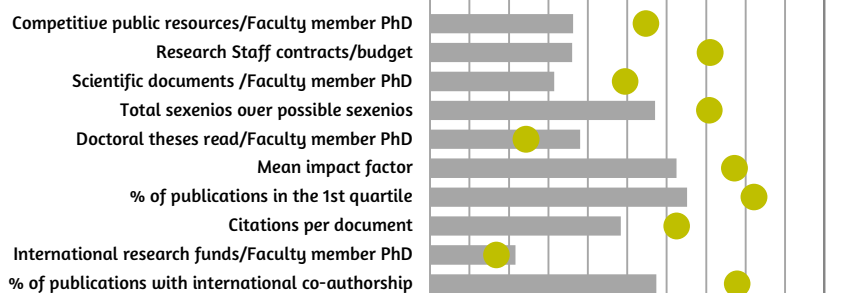 Competitive public resources/Faculty member PhD
Research Staff contracts/budget
Scientific documents /Faculty member PhD
Total sexenios over possible sexenios
Doctoral theses read/Faculty member PhD
Mean impact factor
% of publications in the 1st quartile
Citations per document
International research funds/Faculty member PhD
% of publications with international co-authorship